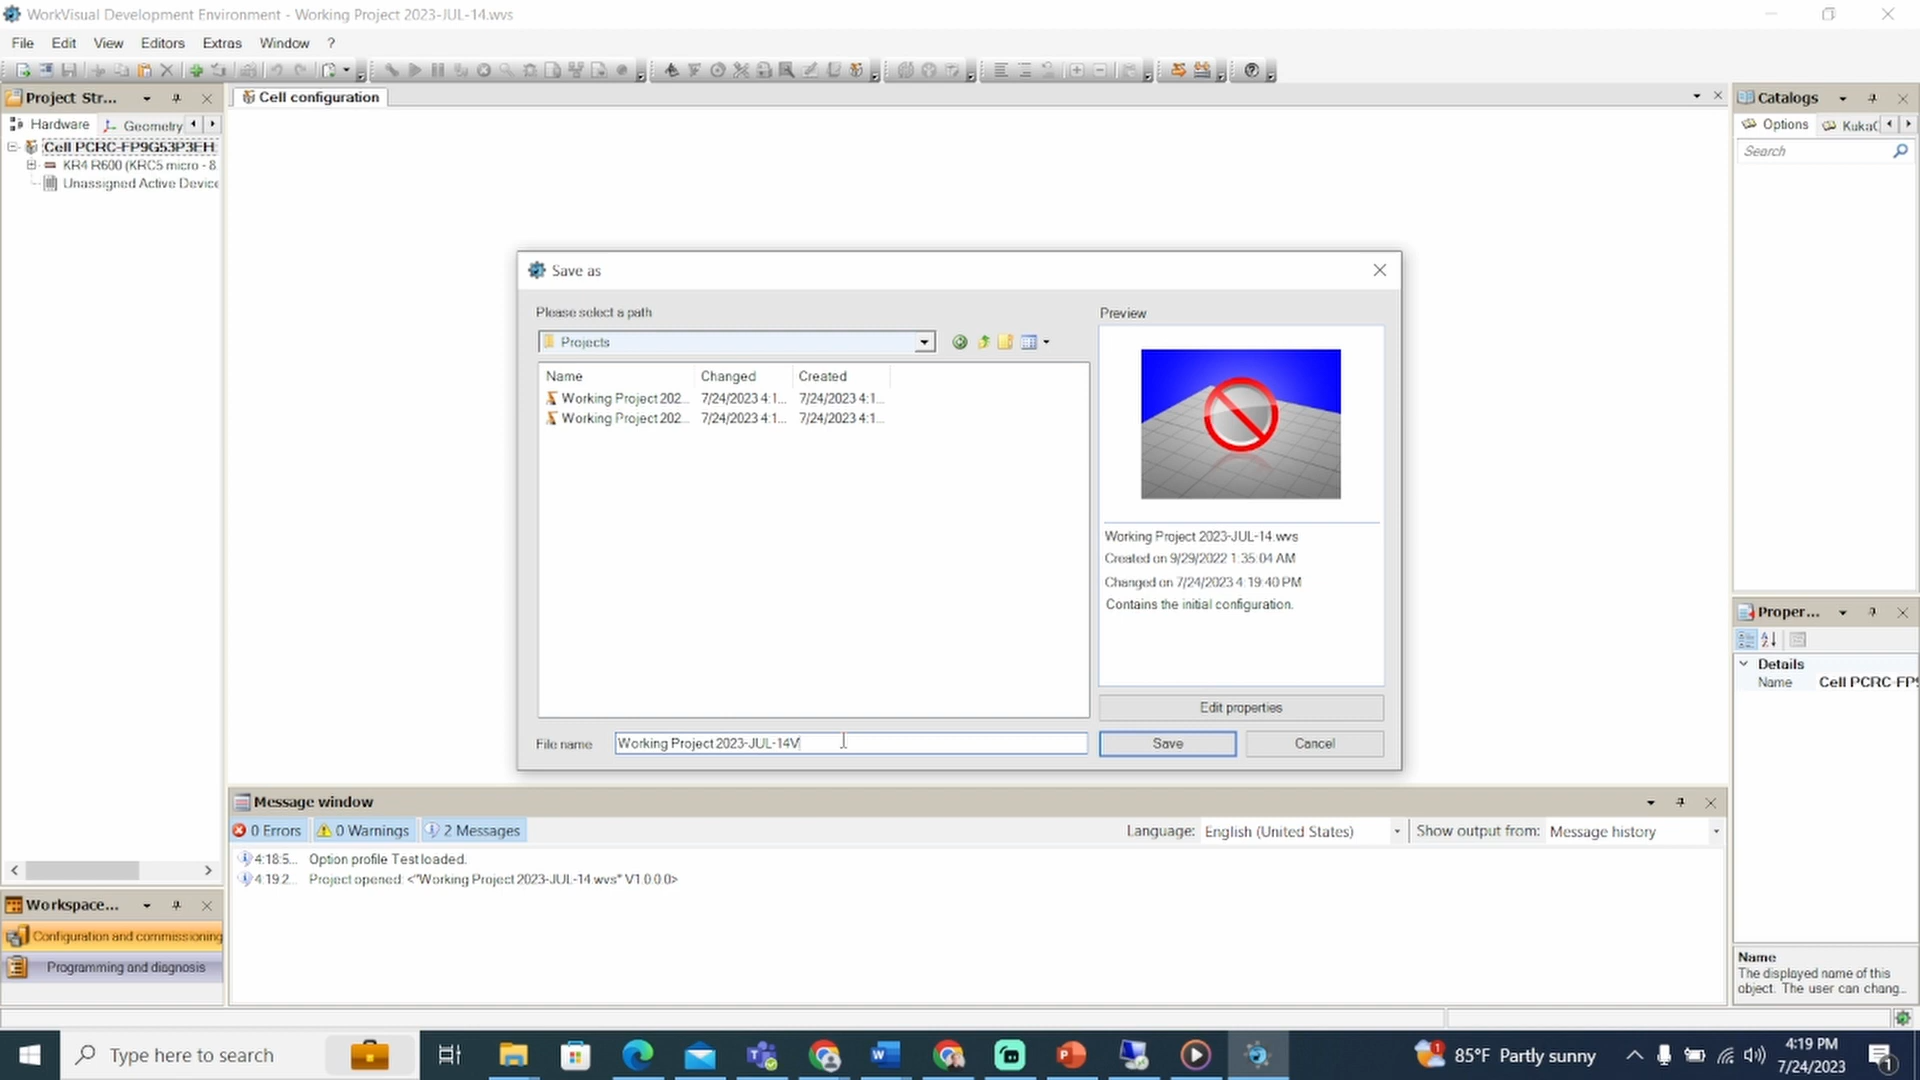 WorkVisual Development Environment - Working Project 2023-JUL-14.wvs
File Edit View Editors Extras Window ?
Project Str...
Hardware Geometry
Cell PCRC-FP9G53P3EH
KR4 R600 (KRC5 micro - 8.
Unassigned Active Device
Cell configuration
Catalogs
Options KukaC
Search
Save as
Please select a path
Projects
Name Changed Created
Working Project 202... 7/24/2023 4:1... 7/24/2023 4:1...
Working Project 202... 7/24/2023 4:1... 7/24/2023 4:1...
Preview
Working Project 2023-JUL-14.wvs
Created on 9/29/2022 1:35:04 AM
Changed on 7/24/2023 4:19:40 PM
Contains the initial configuration.
Edit properties
File name Working Project 2023-JUL-14V
Save Cancel
Proper...
Details
Name Cell PCRC-FP9
Name
The displayed name of this
object. The user can chang...
Message window
0 Errors 0 Warnings 2 Messages
Language: English (United States) Show output from: Message history
4:18:5... Option profile Test loaded.
4:19:2... Project opened: <"Working Project 2023-JUL-14.wvs" V1.0.0.0>
Workspace...
Configuration and commissioning
Programming and diagnosis
Type here to search
85°F Partly sunny
4:19 PM
7/24/2023
1